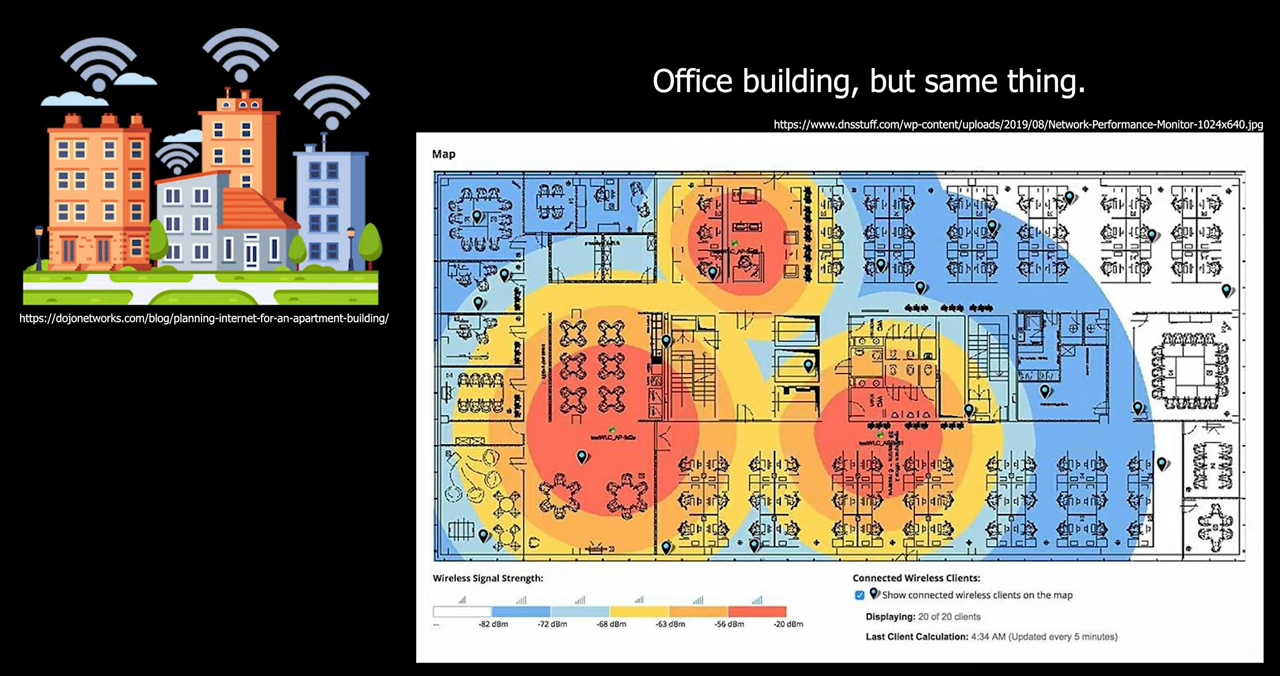 Office building, but same thing.
https://www.dnsstuff.com/wp-content/uploads/2019/08/Network-Performance-Monitor-1024x640.jpg
https://dojonetworks.com/blog/planning-internet-for-an-apartment-building/
Map
Wireless Signal Strength:
... -82 dBm -72 dBm -68 dBm -63 dBm -56 dBm -20 dBm
Connected Wireless Clients:
Show connected wireless clients on the map
Displaying: 20 of 20 clients
Last Client Calculation: 4:34 AM (Updated every 5 minutes)